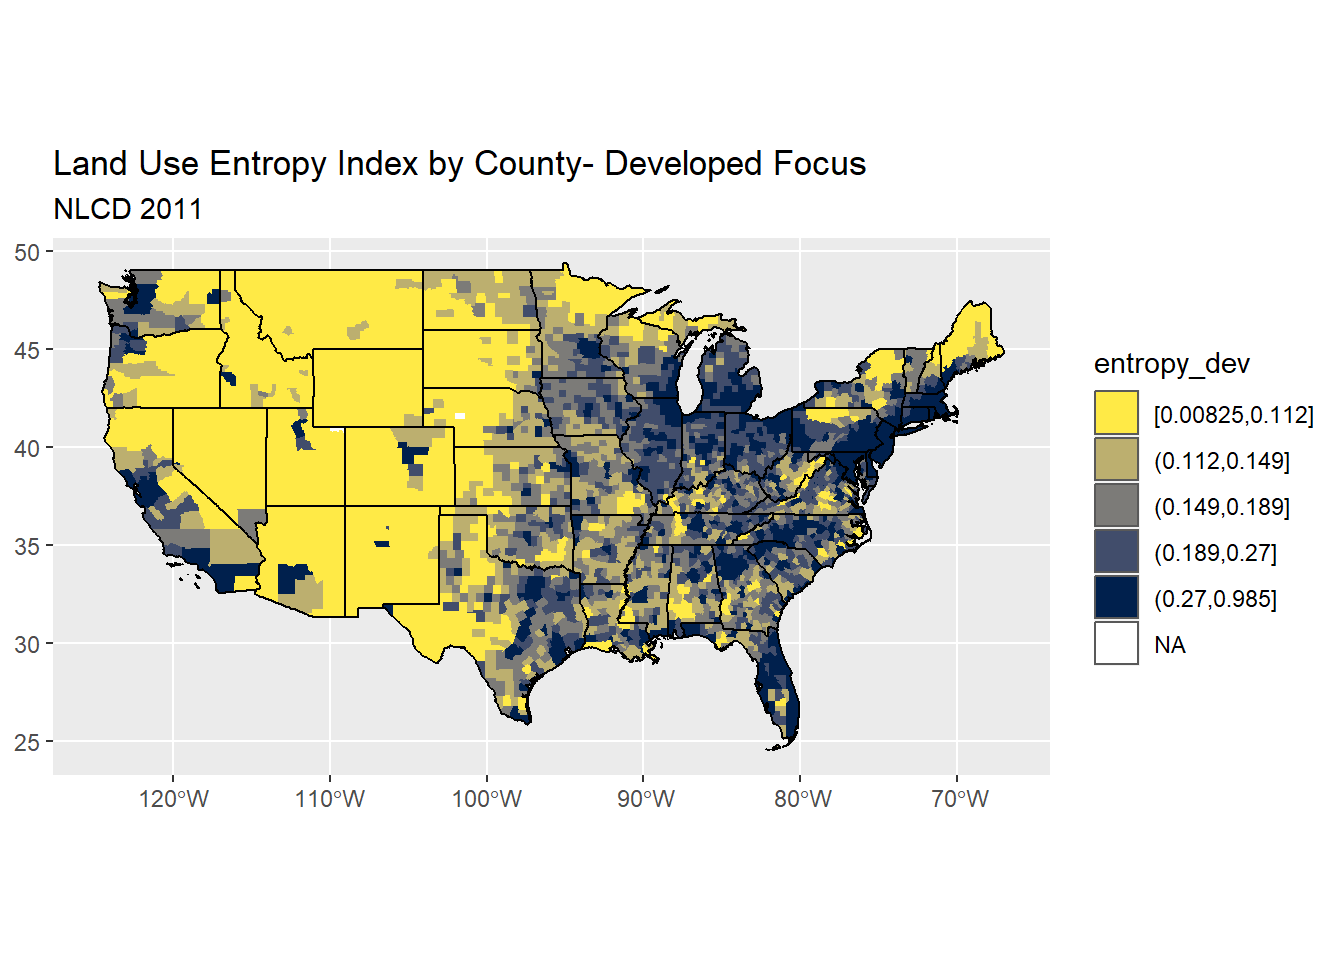 Land Use Entropy Index by County- Developed Focus
NLCD 2011
50
45
40
35
30
25
120°W 110°W 100°W 90°W 80°W 70°W
entropy_dev
[0.00825,0.112]
(0.112,0.149]
(0.149,0.189]
(0.189,0.27]
(0.27,0.985]
NA